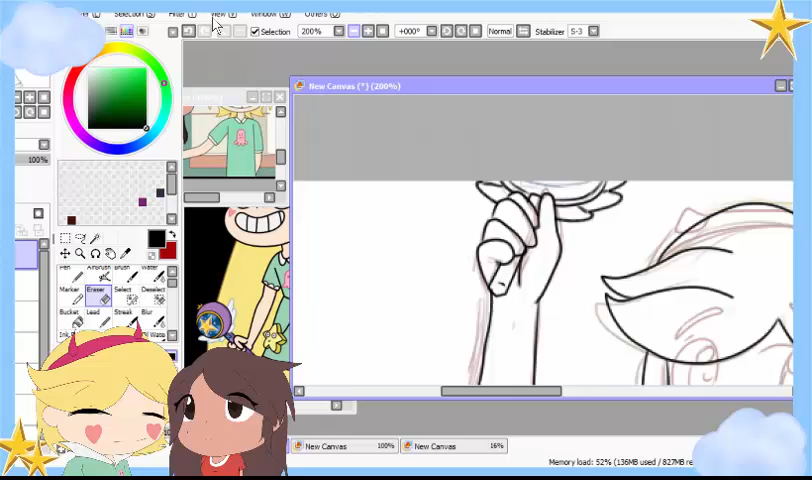 Selection (S) Filter (T) View (V) Window (W) Others (O)
Selection 200% +000° Normal Stabilizer S-3
New Canvas (*) (200%)
100%
Pen Airbrush Brush Water
Marker Eraser Select Deselect
Bucket Lead Streak Blur
New Canvas 100% New Canvas 16%
Memory load: 52% (136MB used / 827MB